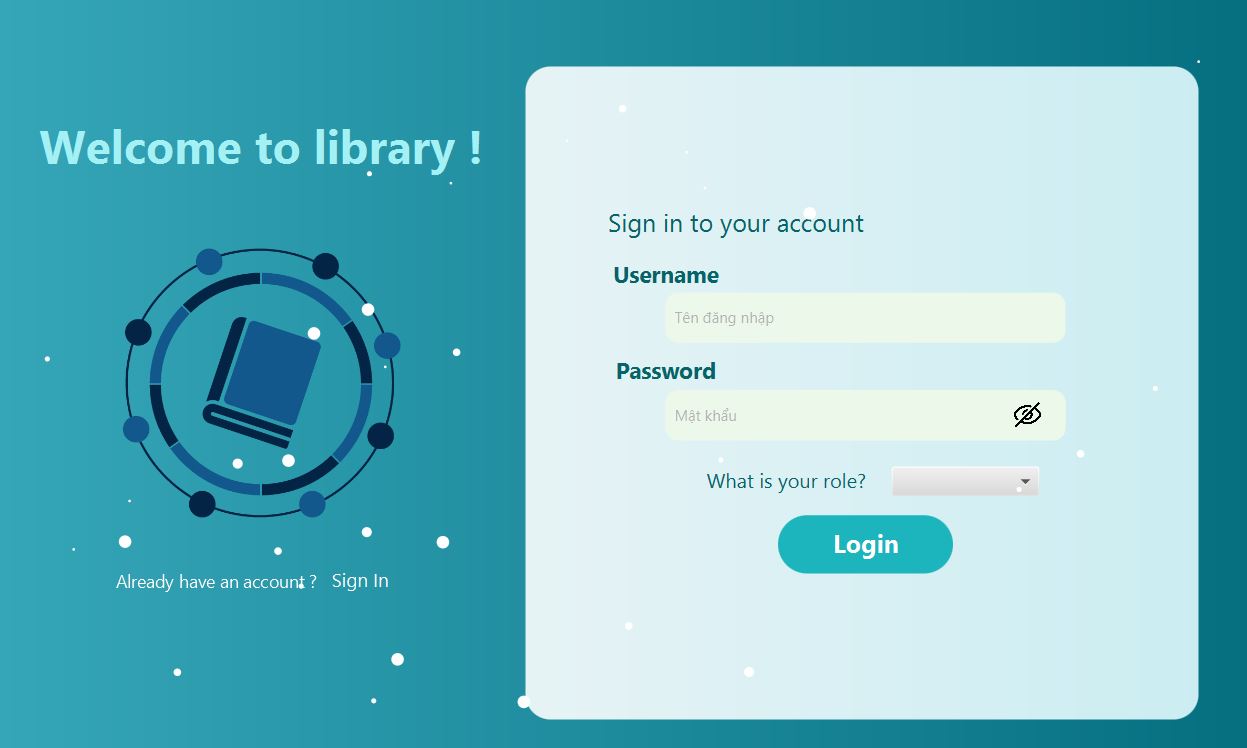 Welcome to library !
Already have an account ? Sign In
Sign in to your account
Username
Tên đăng nhập
Password
Mật khẩu
What is your role?
Login